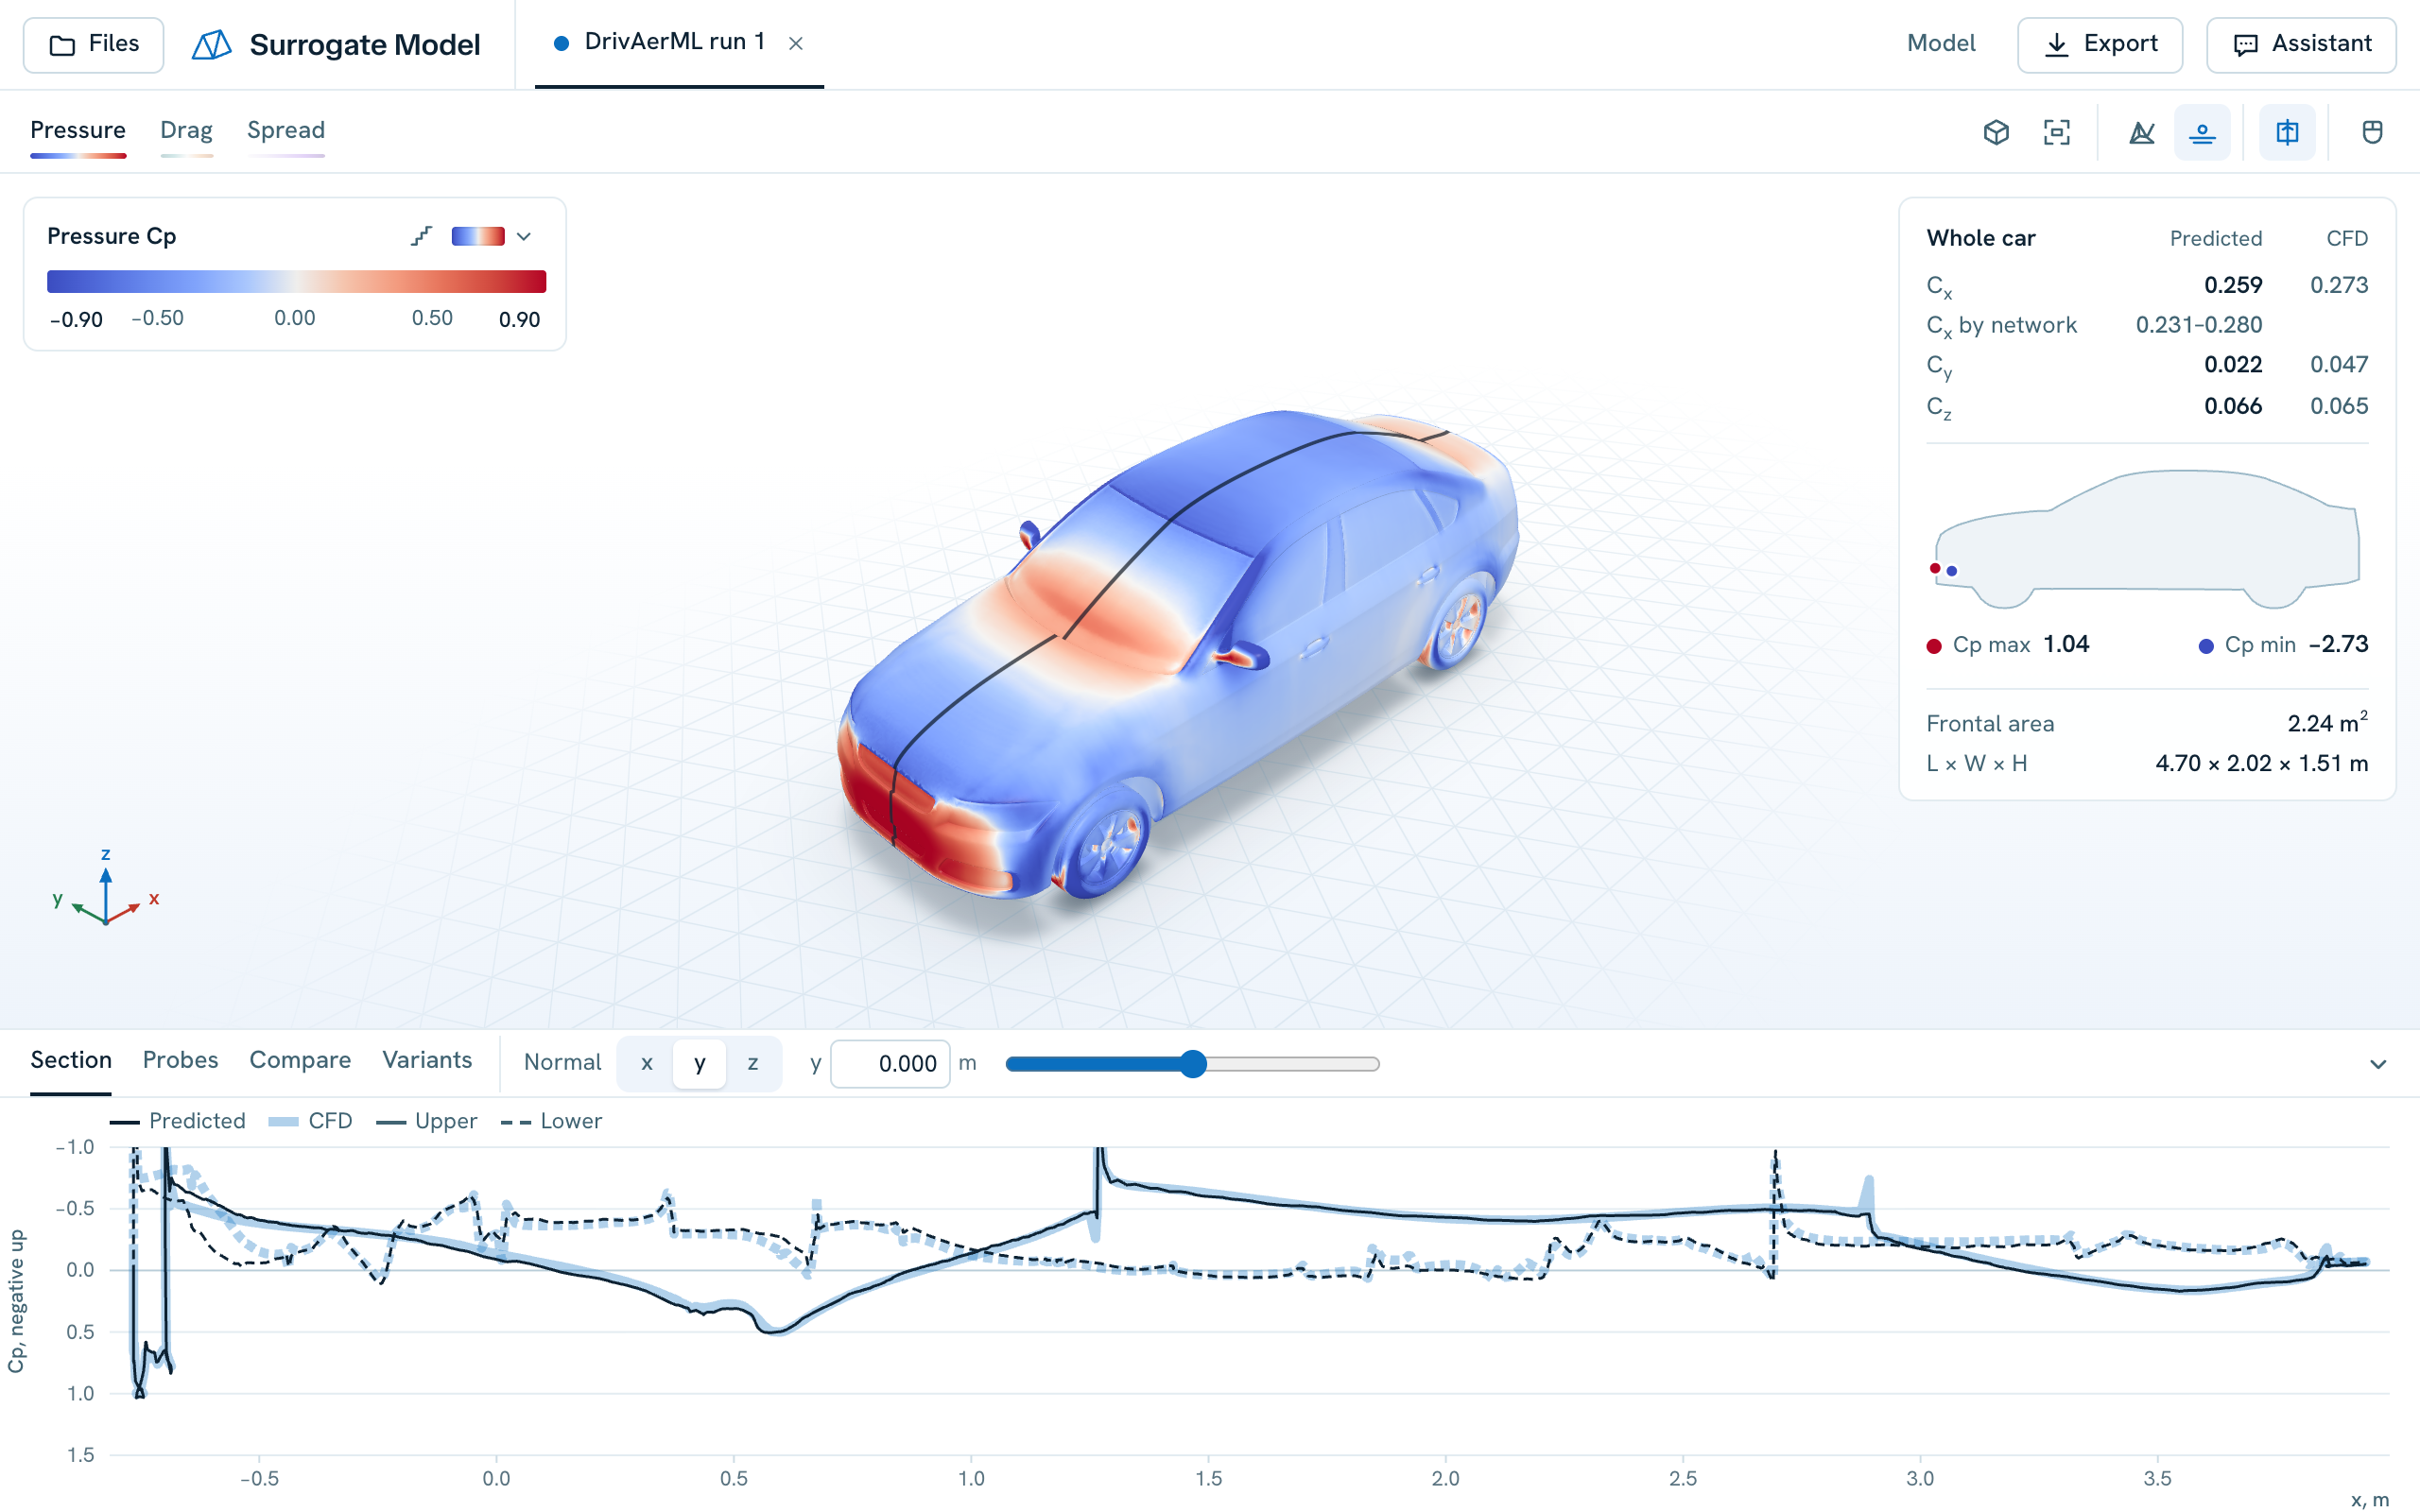 Files
Surrogate Model
DrivAerML run 1
Model
Export
Assistant
Pressure
Drag
Spread
Pressure Cp
−0.90 −0.50 0.00 0.50 0.90
Whole car Predicted CFD
Cx 0.259 0.273
Cx by network 0.231–0.280
Cy 0.022 0.047
Cz 0.066 0.065
Cp max 1.04 Cp min −2.73
Frontal area 2.24 m²
L × W × H 4.70 × 2.02 × 1.51 m
z
y
x
Section Probes Compare Variants Normal x y z y 0.000 m
Predicted CFD Upper Lower
Cp, negative up
−1.0
−0.5
0.0
0.5
1.0
1.5
−0.5 0.0 0.5 1.0 1.5 2.0 2.5 3.0 3.5
x, m